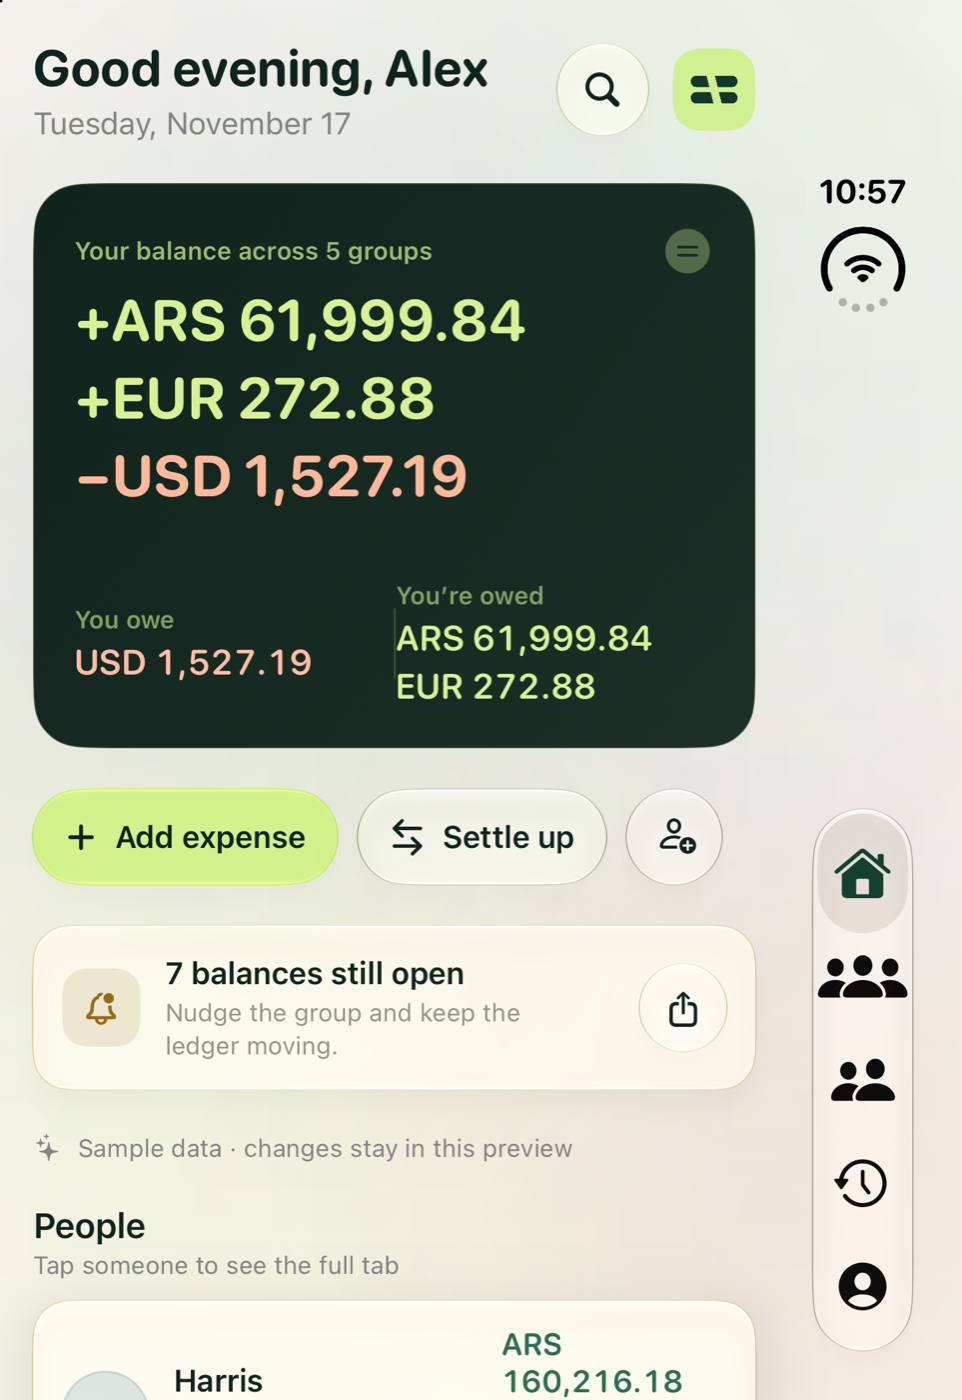 Good evening, Alex
Tuesday, November 17
10:57
Your balance across 5 groups
+ARS 61,999.84
+EUR 272.88
−USD 1,527.19
You owe
USD 1,527.19
You’re owed
ARS 61,999.84
EUR 272.88
Add expense
Settle up
7 balances still open
Nudge the group and keep the
ledger moving.
Sample data · changes stay in this preview
People
Tap someone to see the full tab
Harris
ARS
160,216.18